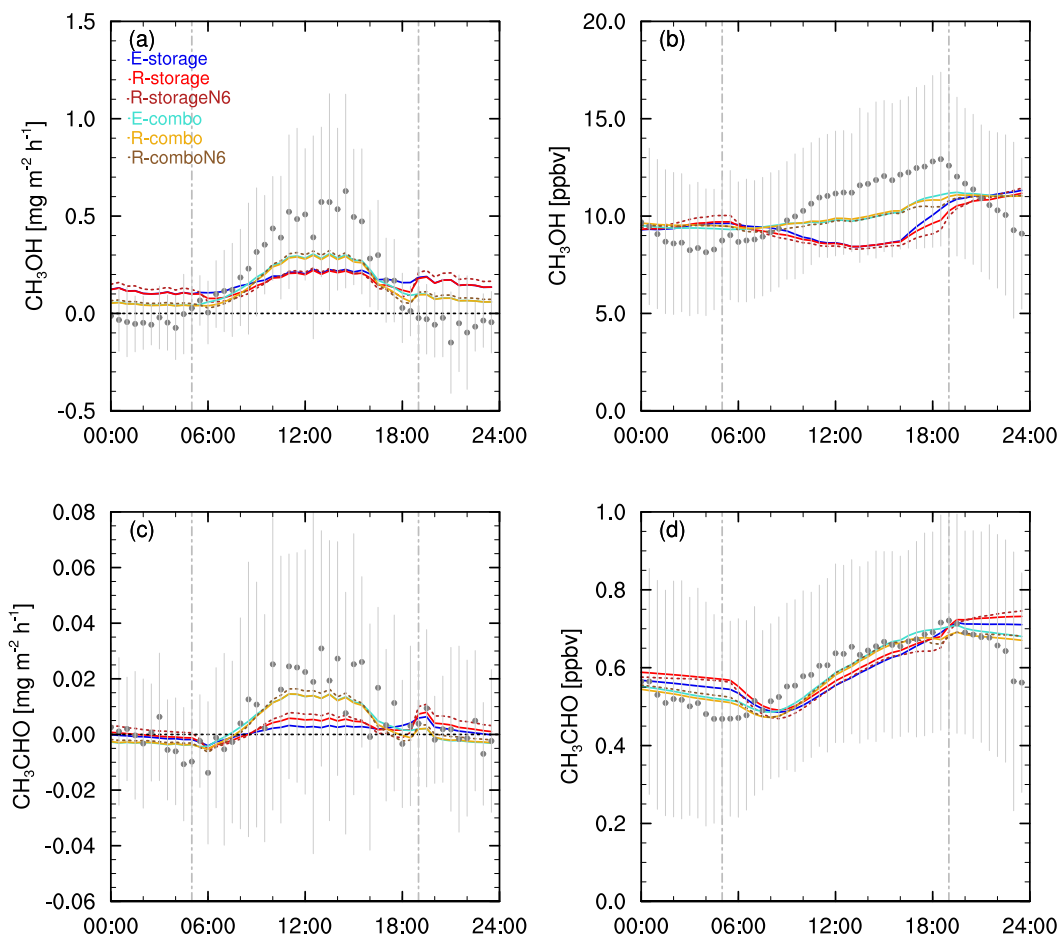 (a)
E-storage
R-storage
R-storageN6
E-combo
R-combo
R-comboN6
CH₃OH [mg m⁻² h⁻¹]
1.5
1.0
0.5
0.0
-0.5
00:00 06:00 12:00 18:00 24:00
(b)
CH₃OH [ppbv]
20.0
15.0
10.0
5.0
0.0
00:00 06:00 12:00 18:00 24:00
(c)
CH₃CHO [mg m⁻² h⁻¹]
0.08
0.06
0.04
0.02
0.00
-0.02
-0.04
-0.06
00:00 06:00 12:00 18:00 24:00
(d)
CH₃CHO [ppbv]
1.0
0.8
0.6
0.4
0.2
0.0
00:00 06:00 12:00 18:00 24:00